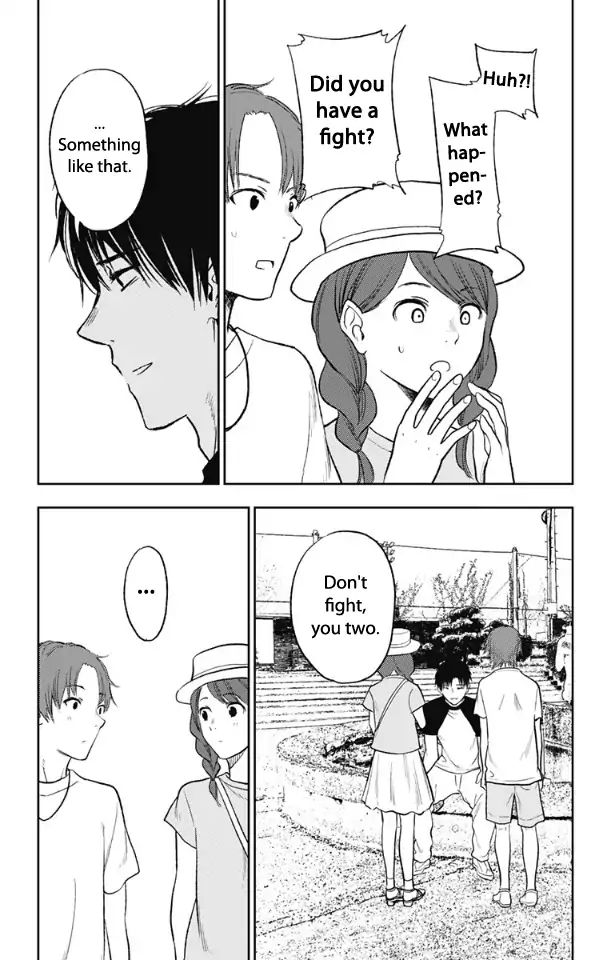 Huh?!
What
hap-
pen-
ed?
Did you
have a
fight?
...
Something
like that.
Don't
fight,
you two.
...